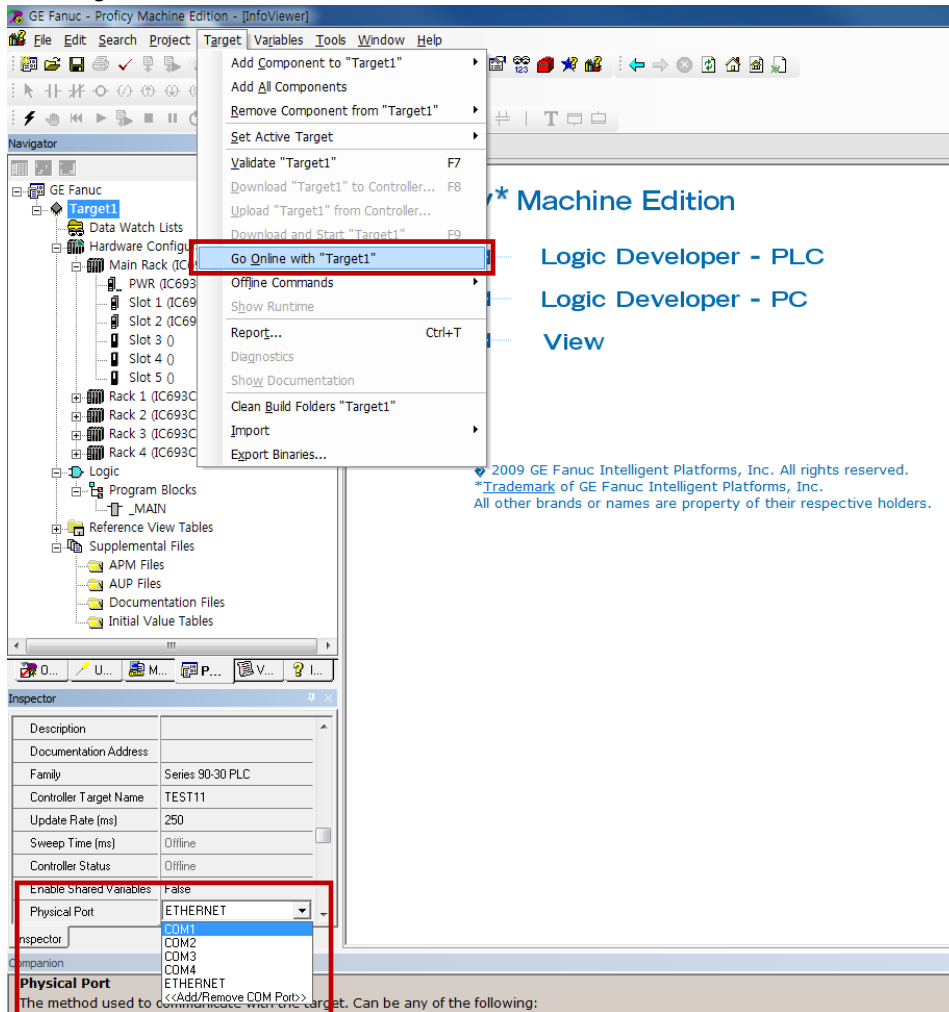 GE Fanuc - Proficy Machine Edition - [InfoViewer]
File Edit Search Project Target Variables Tools Window Help
Add Component to "Target1"
Add All Components
Remove Component from "Target1"
Set Active Target
Validate "Target1" F7
Download "Target1" to Controller... F8
Upload "Target1" from Controller...
Download and Start "Target1" F9
Go Online with "Target1"
Offline Commands
Show Runtime
Report... Ctrl+T
Diagnostics
Show Documentation
Clean Build Folders "Target1"
Import
Export Binaries...
Navigator
GE Fanuc
Target1
Data Watch Lists
Hardware Configu
Main Rack (IC6
PWR (IC693
Slot 1 (IC69
Slot 2 (IC69
Slot 3 ()
Slot 4 ()
Slot 5 ()
Rack 1 (IC693C
Rack 2 (IC693C
Rack 3 (IC693C
Rack 4 (IC693C
Logic
Program Blocks
_MAIN
Reference View Tables
Supplemental Files
APM Files
AUP Files
Documentation Files
Initial Value Tables
O... U... M... P... V... I...
y* Machine Edition
Logic Developer - PLC
Logic Developer - PC
View
� 2009 GE Fanuc Intelligent Platforms, Inc. All rights reserved.
*Trademark of GE Fanuc Intelligent Platforms, Inc.
All other brands or names are property of their respective holders.
Inspector
Description
Documentation Address
Family Series 90-30 PLC
Controller Target Name TEST11
Update Rate (ms) 250
Sweep Time (ms) Offline
Controller Status Offline
Enable Shared Variables False
Physical Port ETHERNET
COM1
COM2
COM3
COM4
ETHERNET
<<Add/Remove COM Port>>
Inspector
Companion
Physical Port
The method used to communicate with the target. Can be any of the following: